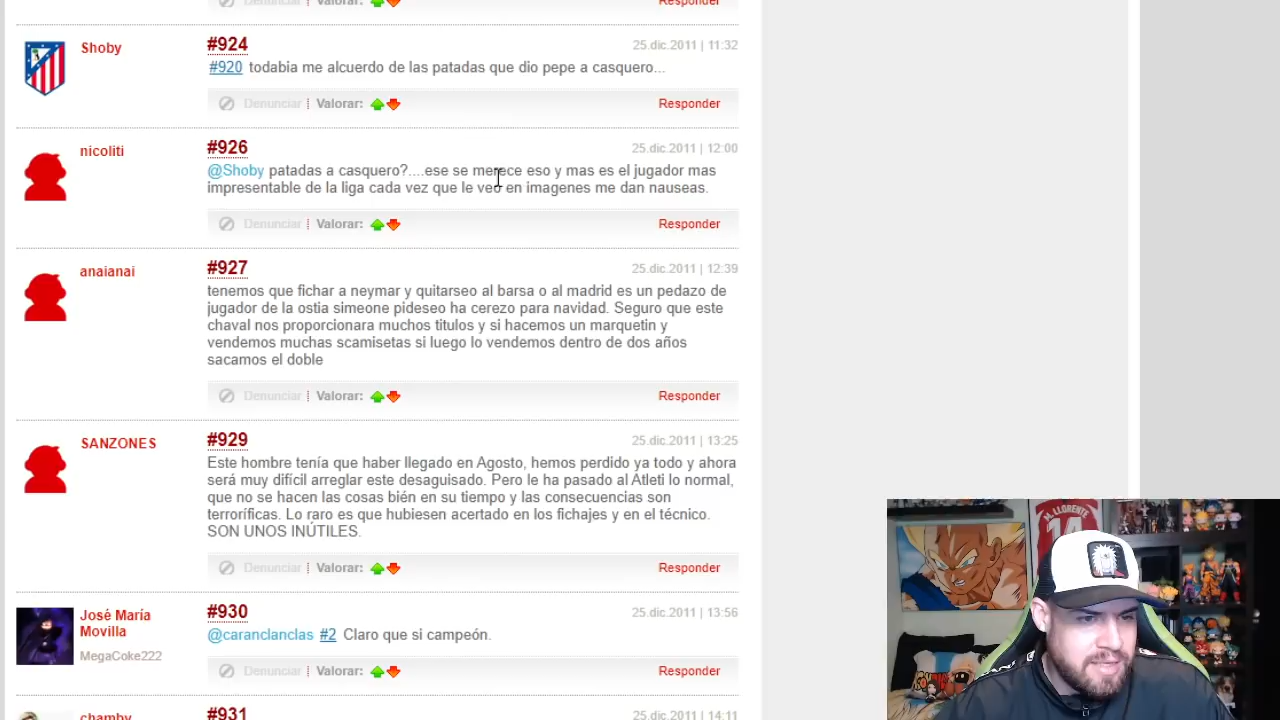 Denunciar Valorar: Responder
Shoby #924 25.dic.2011 | 11:32
#920 todabia me alcuerdo de las patadas que dio pepe a casquero...
Denunciar Valorar: Responder
nicoliti #926 25.dic.2011 | 12:00
@Shoby patadas a casquero?....ese se merece eso y mas es el jugador mas
impresentable de la liga cada vez que le veo en imagenes me dan nauseas.
Denunciar Valorar: Responder
anaianai #927 25.dic.2011 | 12:39
tenemos que fichar a neymar y quitarseo al barsa o al madrid es un pedazo de
jugador de la ostia simeone pideseo ha cerezo para navidad. Seguro que este
chaval nos proporcionara muchos titulos y si hacemos un marquetin y
vendemos muchas scamisetas si luego lo vendemos dentro de dos años
sacamos el doble
Denunciar Valorar: Responder
SANZONES #929 25.dic.2011 | 13:25
Este hombre tenía que haber llegado en Agosto, hemos perdido ya todo y ahora
será muy difícil arreglar este desaguisado. Pero le ha pasado al Atleti lo normal,
que no se hacen las cosas bién en su tiempo y las consecuencias son
terroríficas. Lo raro es que hubiesen acertado en los fichajes y en el técnico.
SON UNOS INÚTILES.
Denunciar Valorar: Responder
José María
Movilla
MegaCoke222
#930 25.dic.2011 | 13:56
@caranclanclas #2 Claro que si campeón.
Denunciar Valorar: Responder
chamby #931 25.dic.2011 | 14:11
M. LLORENTE
14